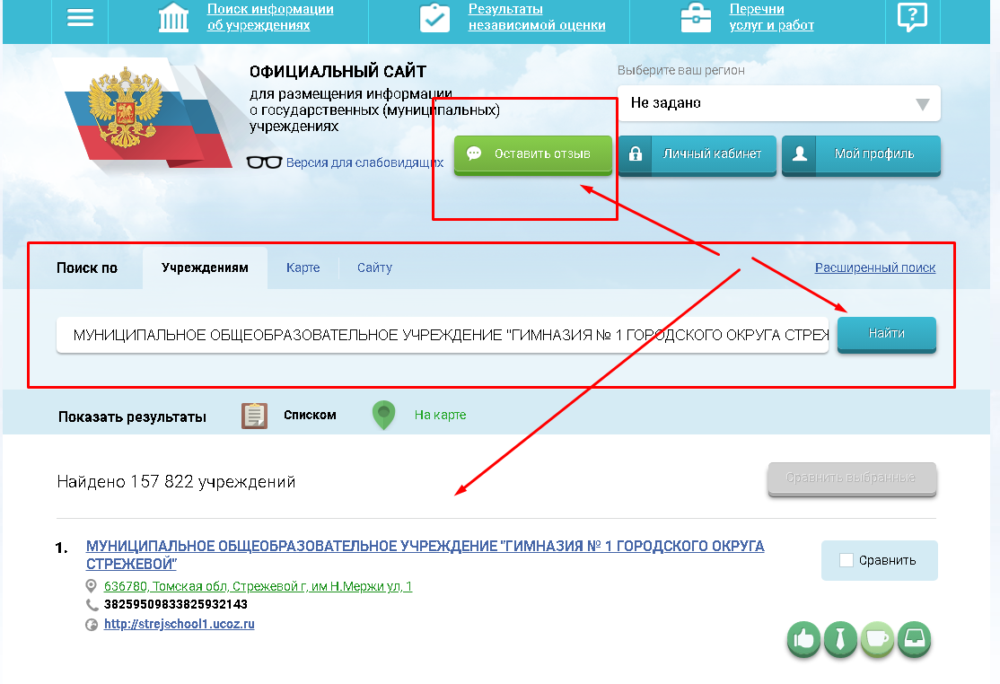 Поиск информации
об учреждениях
Результаты
независимой оценки
Перечни
услуг и работ
?
ОФИЦИАЛЬНЫЙ САЙТ
для размещения информации
о государственных (муниципальных)
учреждениях
Версия для слабовидящих
Выберите ваш регион
Не задано
Оставить отзыв
Личный кабинет
Мой профиль
Поиск по
Учреждениям
Карте
Сайту
Расширенный поиск
МУНИЦИПАЛЬНОЕ ОБЩЕОБРАЗОВАТЕЛЬНОЕ УЧРЕЖДЕНИЕ "ГИМНАЗИЯ № 1 ГОРОДСКОГО ОКРУГА СТРЕЖ
Найти
Показать результаты
Списком
На карте
Найдено 157 822 учреждений
Сравнить выбранные
1. МУНИЦИПАЛЬНОЕ ОБЩЕОБРАЗОВАТЕЛЬНОЕ УЧРЕЖДЕНИЕ "ГИМНАЗИЯ № 1 ГОРОДСКОГО ОКРУГА
СТРЕЖЕВОЙ"
Сравнить
636780, Томская обл, Стрежевой г, им Н.Мержи ул, 1
38259509833825932143
http://strejschool1.ucoz.ru